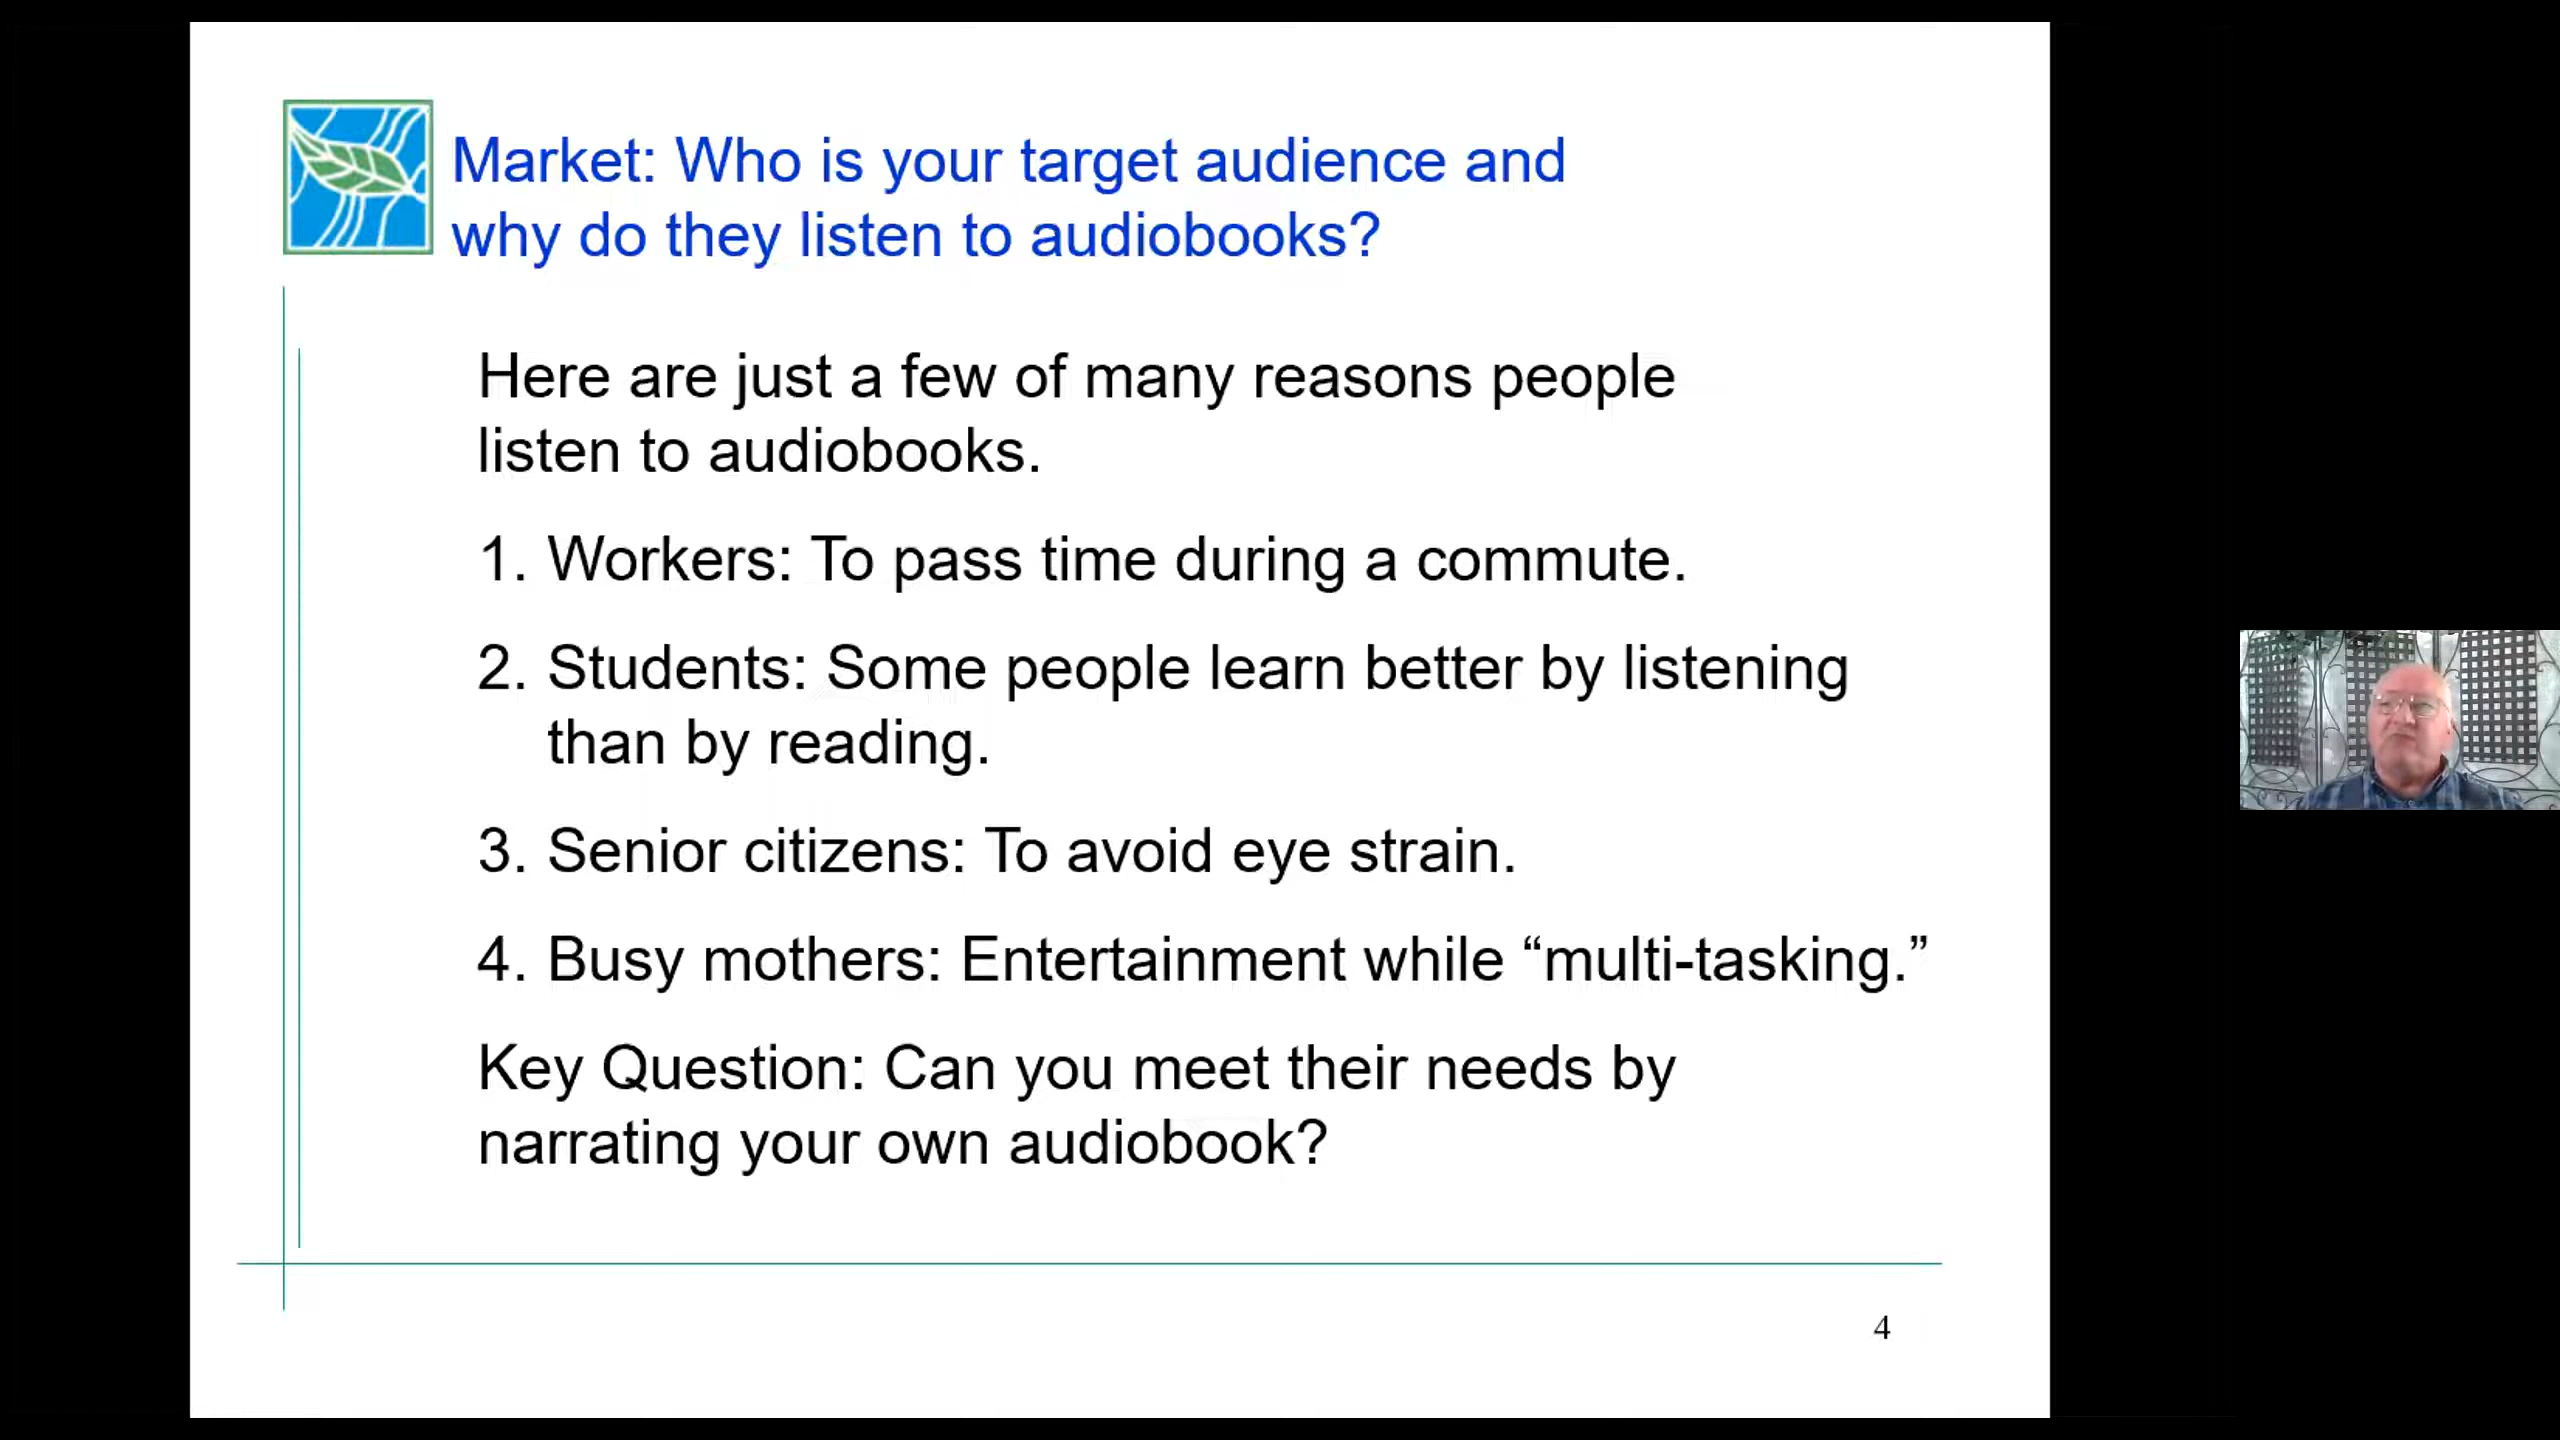 Market: Who is your target audience and
why do they listen to audiobooks?
Here are just a few of many reasons people
listen to audiobooks.
1. Workers: To pass time during a commute.
2. Students: Some people learn better by listening
than by reading.
3. Senior citizens: To avoid eye strain.
4. Busy mothers: Entertainment while “multi-tasking.”
Key Question: Can you meet their needs by
narrating your own audiobook?
4